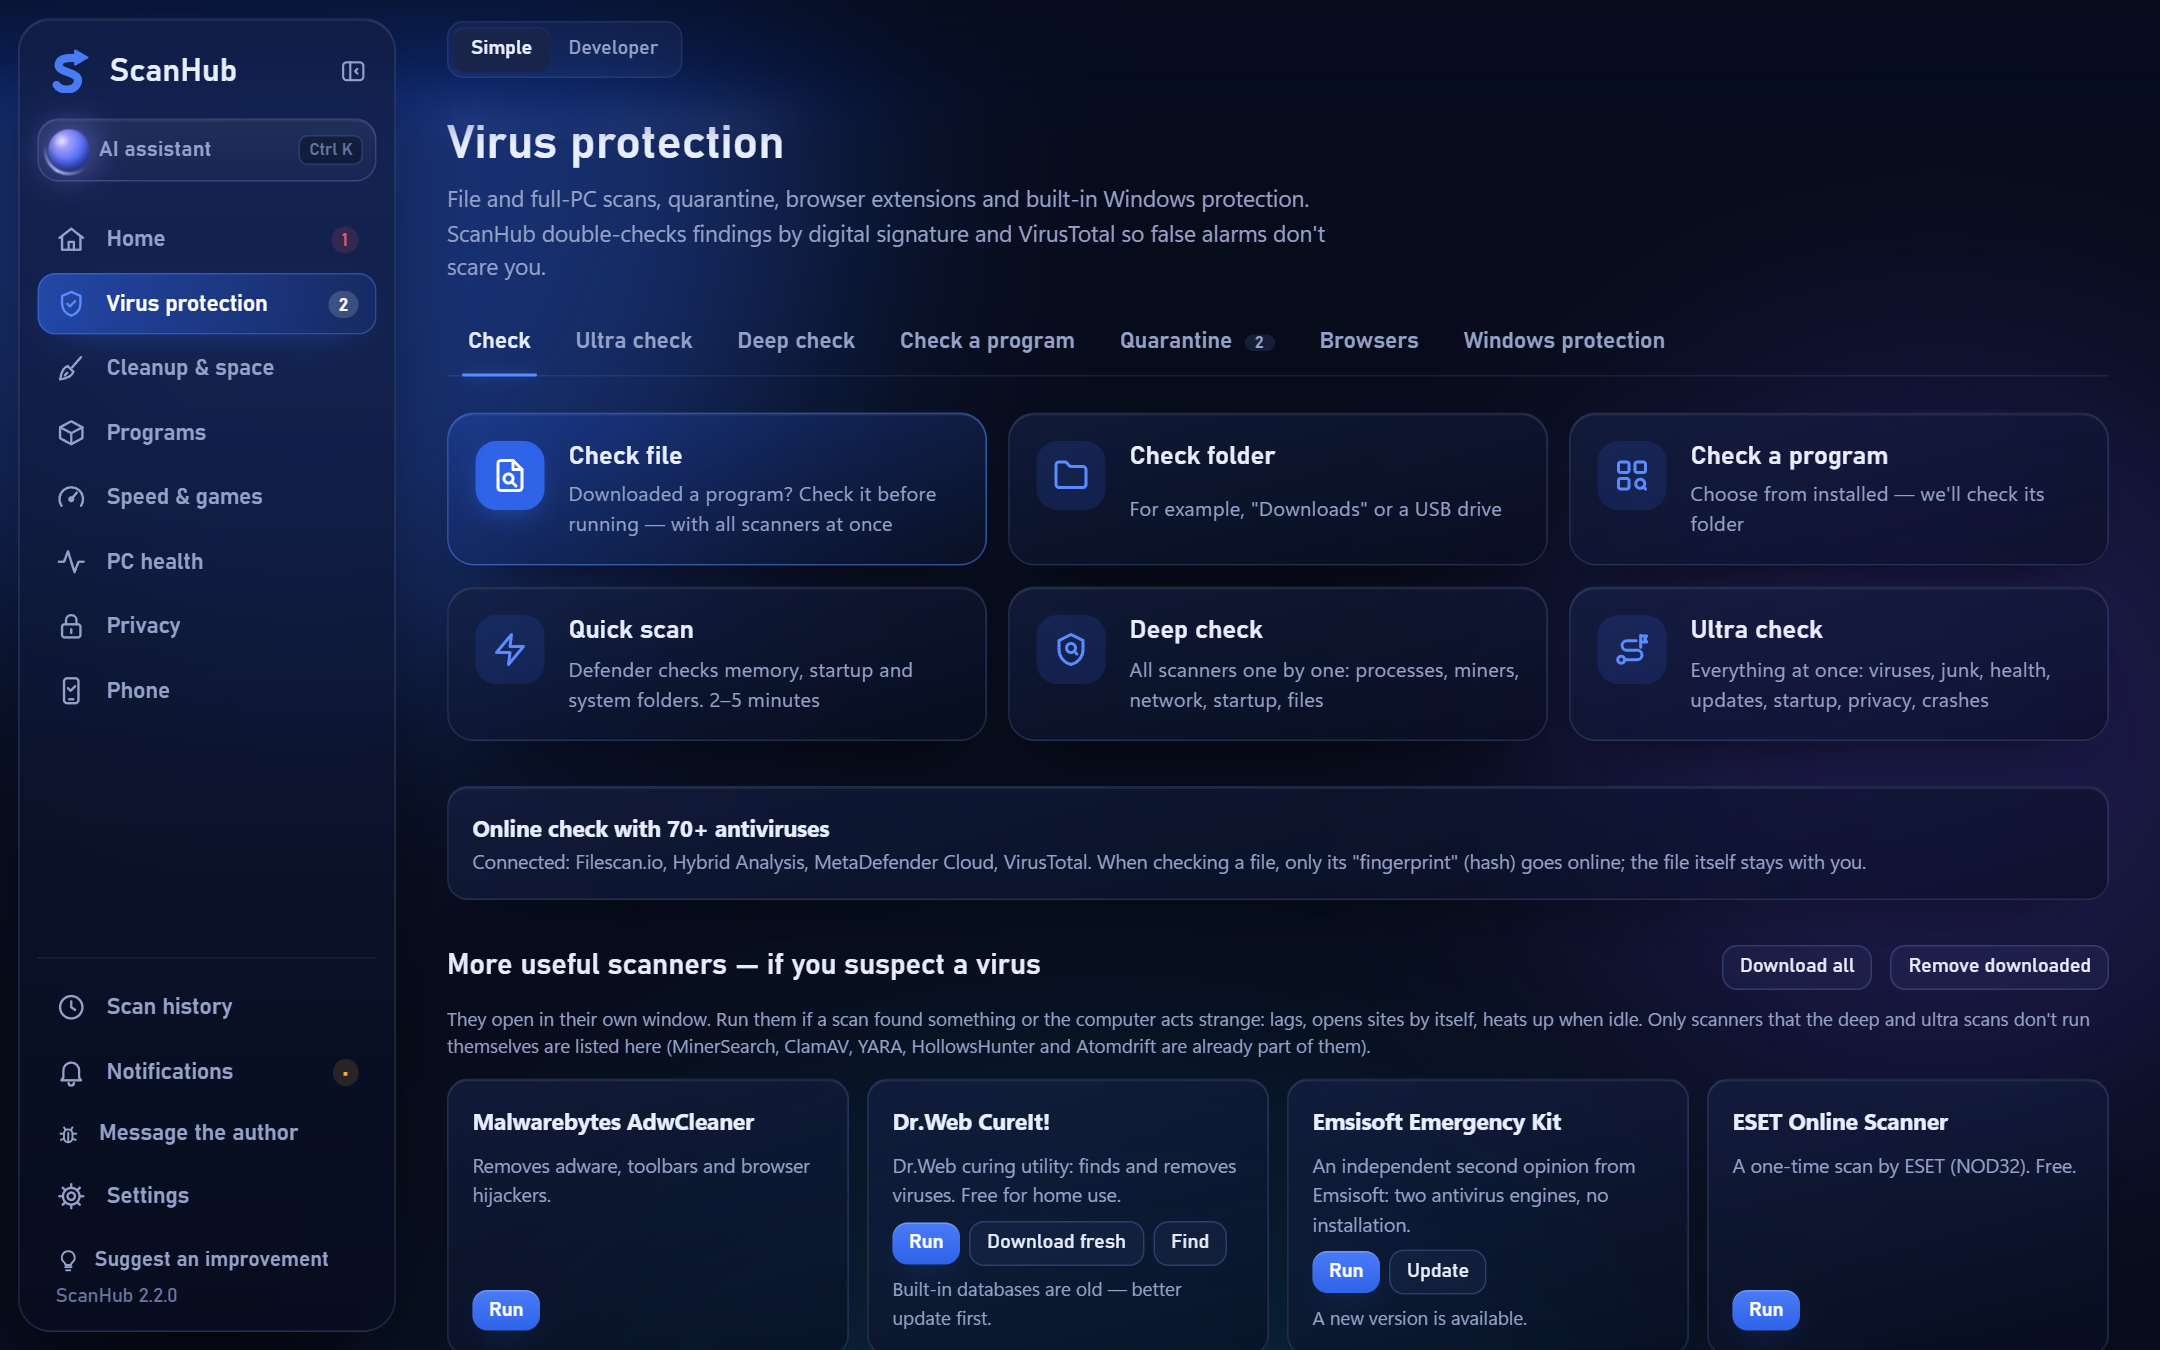 ScanHub
AI assistant
Ctrl K
Home
1
Virus protection
2
Cleanup & space
Programs
Speed & games
PC health
Privacy
Phone
Scan history
Notifications
Message the author
Settings
Suggest an improvement
ScanHub 2.2.0
Simple
Developer
Virus protection
File and full-PC scans, quarantine, browser extensions and built-in Windows protection.
ScanHub double-checks findings by digital signature and VirusTotal so false alarms don't
scare you.
Check
Ultra check
Deep check
Check a program
Quarantine 2
Browsers
Windows protection
Check file
Downloaded a program? Check it before
running — with all scanners at once
Check folder
For example, "Downloads" or a USB drive
Check a program
Choose from installed — we'll check its
folder
Quick scan
Defender checks memory, startup and
system folders. 2–5 minutes
Deep check
All scanners one by one: processes, miners,
network, startup, files
Ultra check
Everything at once: viruses, junk, health,
updates, startup, privacy, crashes
Online check with 70+ antiviruses
Connected: Filescan.io, Hybrid Analysis, MetaDefender Cloud, VirusTotal. When checking a file, only its "fingerprint" (hash) goes online; the file itself stays with you.
More useful scanners — if you suspect a virus
Download all
Remove downloaded
They open in their own window. Run them if a scan found something or the computer acts strange: lags, opens sites by itself, heats up when idle. Only scanners that the deep and ultra scans don't run
themselves are listed here (MinerSearch, ClamAV, YARA, HollowsHunter and Atomdrift are already part of them).
Malwarebytes AdwCleaner
Removes adware, toolbars and browser
hijackers.
Run
Dr.Web CureIt!
Dr.Web curing utility: finds and removes
viruses. Free for home use.
Run
Download fresh
Find
Built-in databases are old — better
update first.
Emsisoft Emergency Kit
An independent second opinion from
Emsisoft: two antivirus engines, no
installation.
Run
Update
A new version is available.
ESET Online Scanner
A one-time scan by ESET (NOD32). Free.
Run